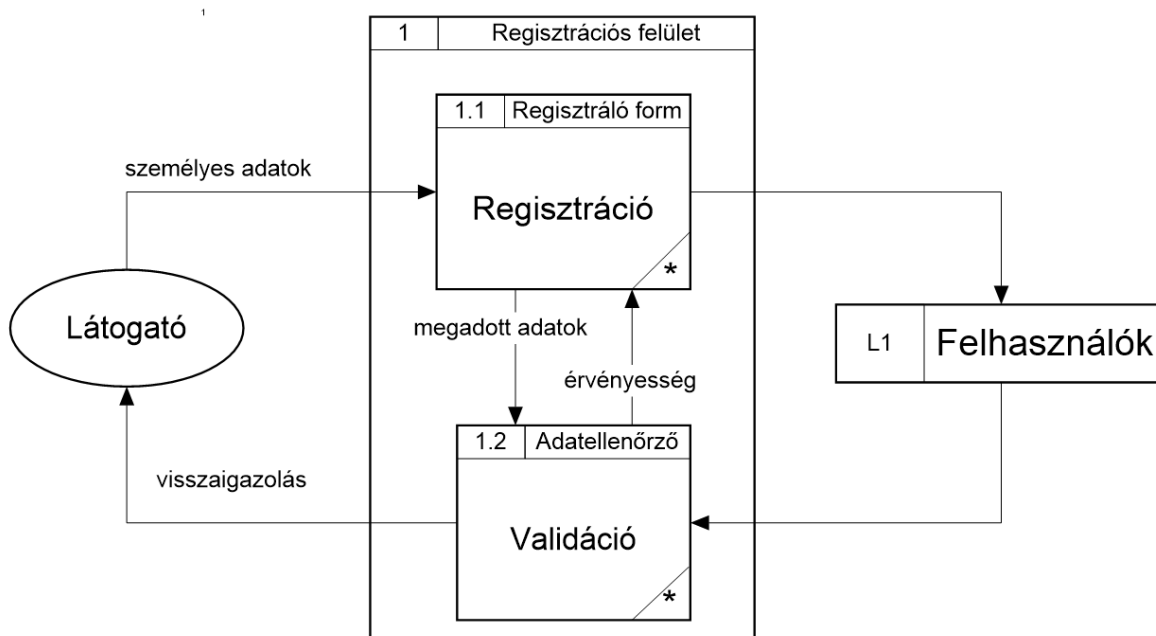 1
1 Regisztrációs felület
1.1 Regisztráló form
személyes adatok
Regisztráció
*
Látogató
megadott adatok
L1 Felhasználók
érvényesség
1.2 Adatellenőrző
visszaigazolás
Validáció
*